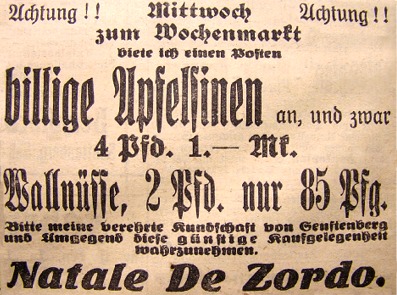 Achtung !! Mittwoch Achtung !!
zum Wochenmarkt
biete ich einen Posten
billige Apfelsinen an, und zwar
4 Pfd. 1.— Mk.
Wallnüsse, 2 Pfd. nur 85 Pfg.
Bitte meine verehrte Kundschaft von Senftenberg
und Umgegend diese günstige Kaufgelegenheit
wahrzunehmen.
Natale De Zordo.